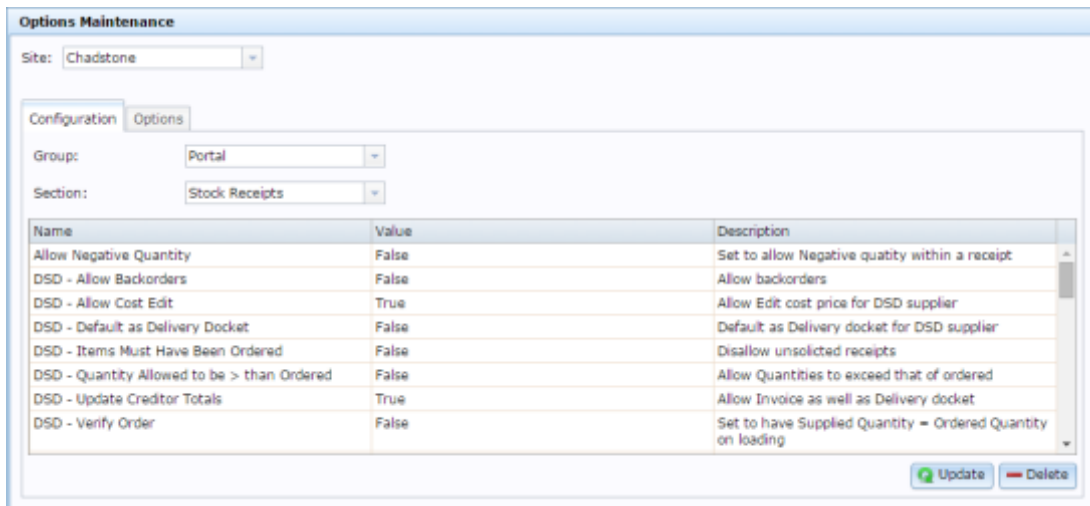 Options Maintenance
Site: Chadstone
Configuration Options
Group: Portal
Section: Stock Receipts
Name Value Description
Allow Negative Quantity False Set to allow Negative quatity within a receipt
DSD - Allow Backorders False Allow backorders
DSD - Allow Cost Edit True Allow Edit cost price for DSD supplier
DSD - Default as Delivery Docket False Default as Delivery docket for DSD supplier
DSD - Items Must Have Been Ordered False Disallow unsolicted receipts
DSD - Quantity Allowed to be > than Ordered False Allow Quantities to exceed that of ordered
DSD - Update Creditor Totals True Allow Invoice as well as Delivery docket
DSD - Verify Order False Set to have Supplied Quantity = Ordered Quantity
on loading
Update Delete